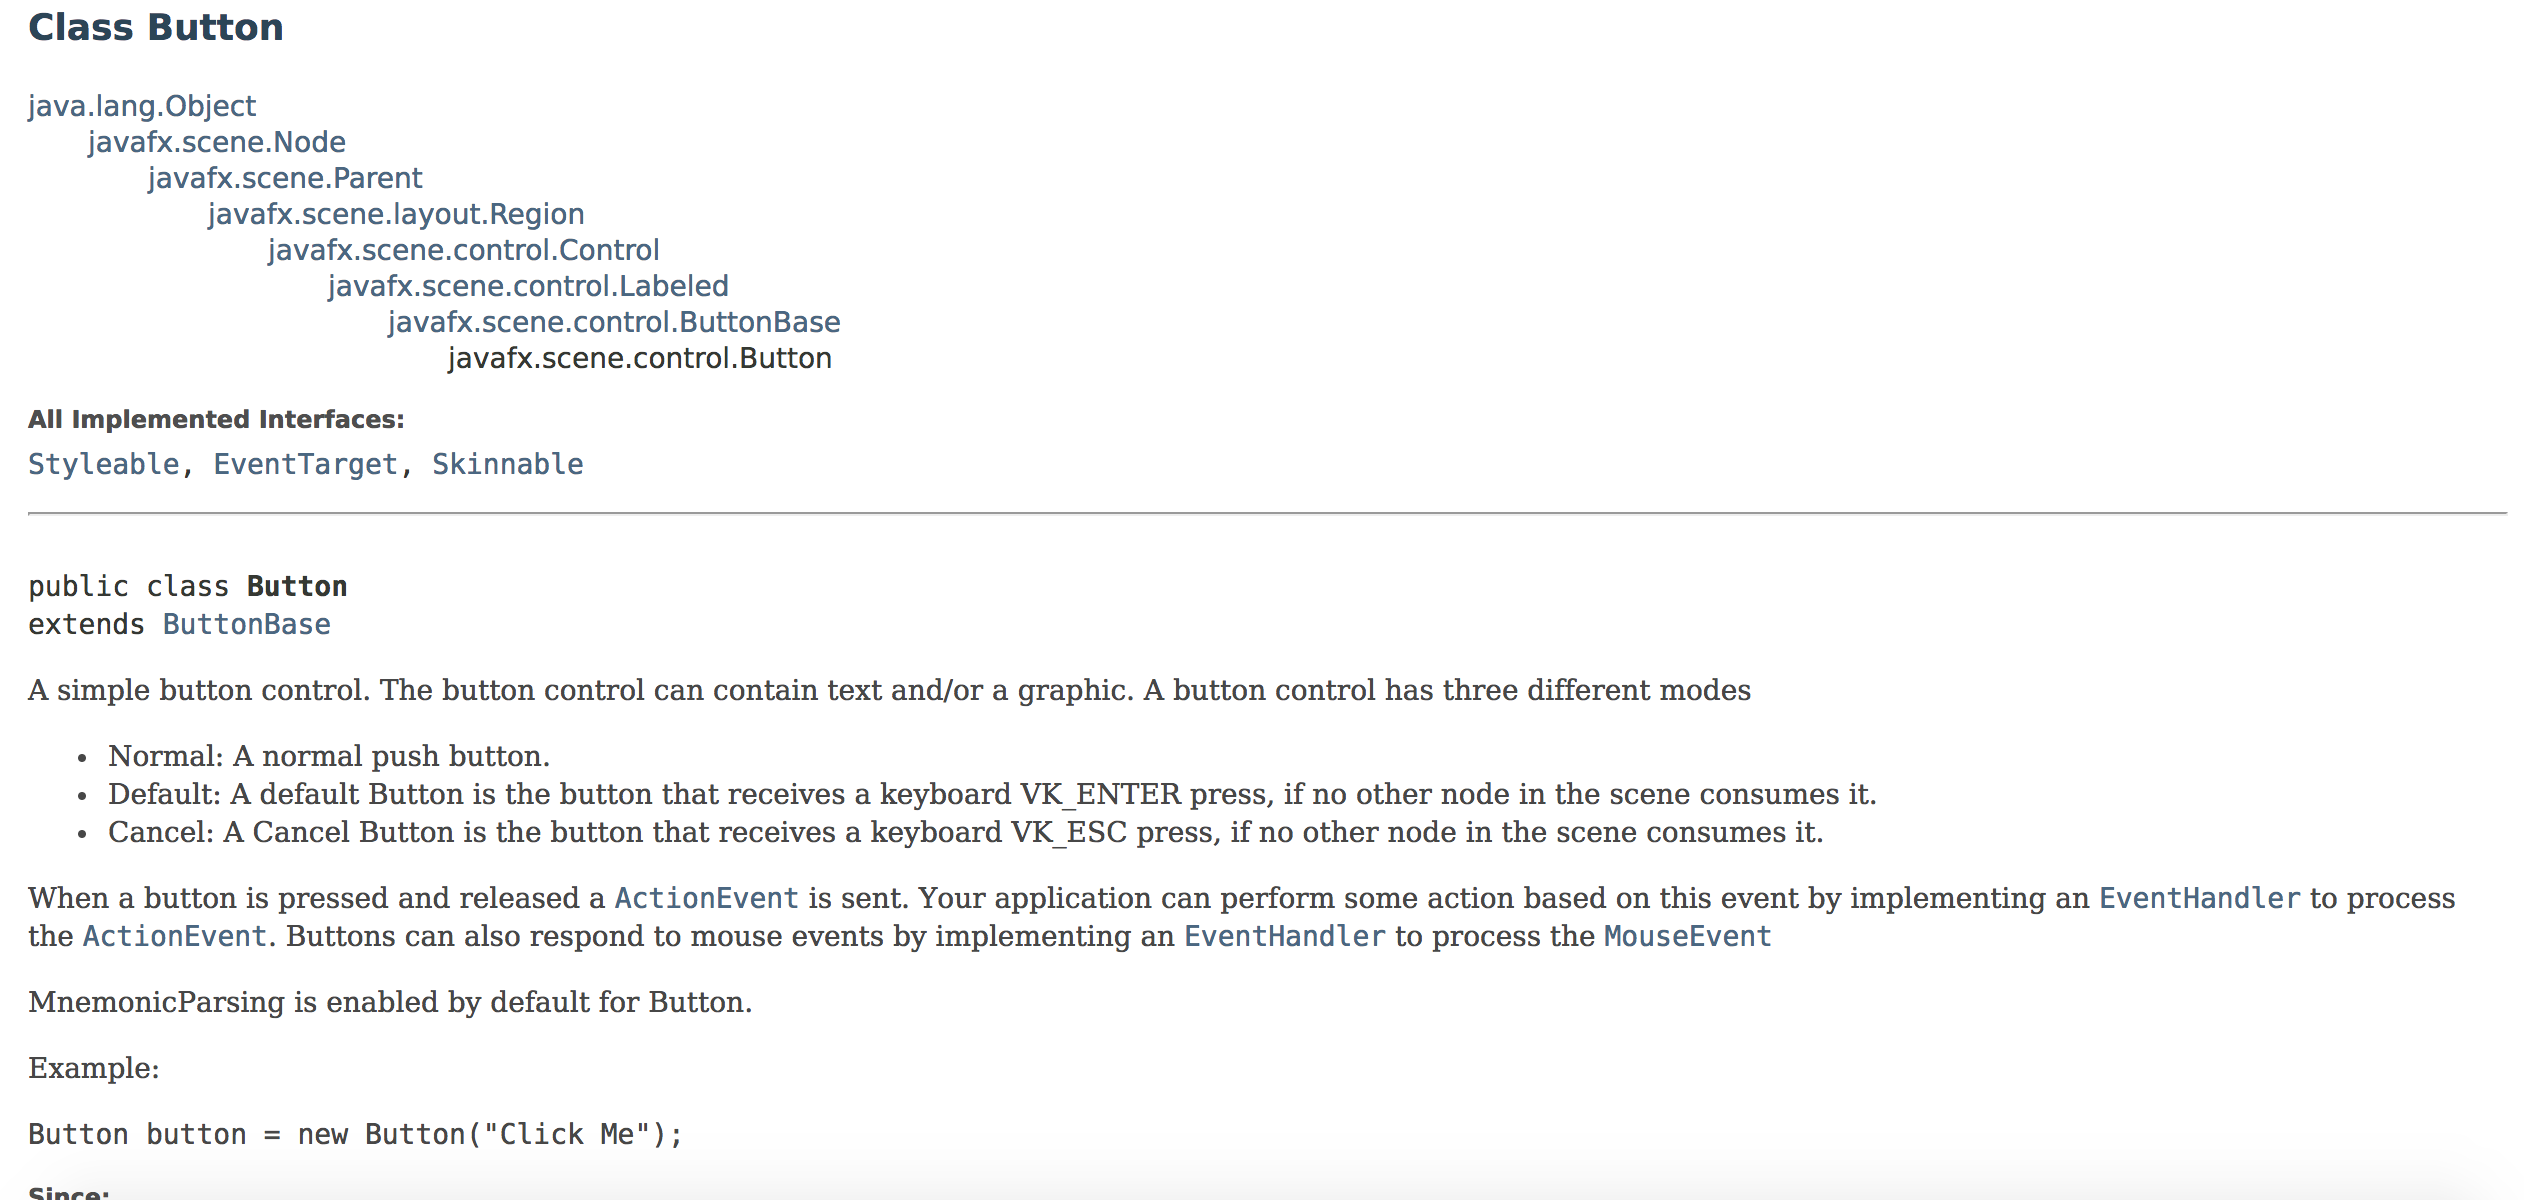 Class Button
java.lang.Object
javafx.scene.Node
javafx.scene.Parent
javafx.scene.layout.Region
javafx.scene.control.Control
javafx.scene.control.Labeled
javafx.scene.control.ButtonBase
javafx.scene.control.Button
All Implemented Interfaces:
Styleable, EventTarget, Skinnable
public class Button
extends ButtonBase
A simple button control. The button control can contain text and/or a graphic. A button control has three different modes
• Normal: A normal push button.
• Default: A default Button is the button that receives a keyboard VK_ENTER press, if no other node in the scene consumes it.
• Cancel: A Cancel Button is the button that receives a keyboard VK_ESC press, if no other node in the scene consumes it.
When a button is pressed and released a ActionEvent is sent. Your application can perform some action based on this event by implementing an EventHandler to process
the ActionEvent. Buttons can also respond to mouse events by implementing an EventHandler to process the MouseEvent
MnemonicParsing is enabled by default for Button.
Example:
Button button = new Button("Click Me");
Since: